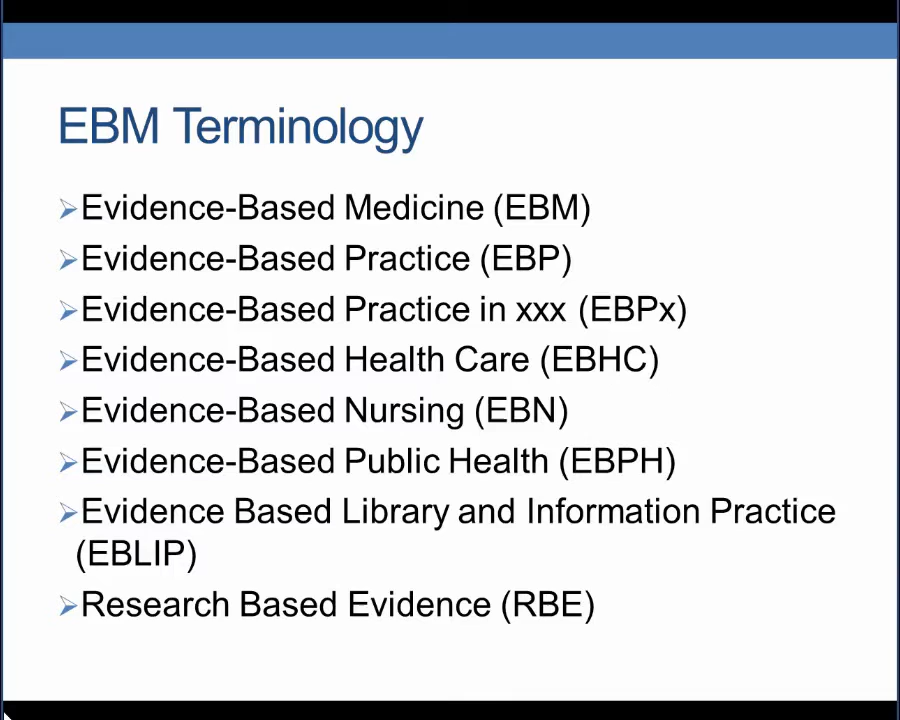 EBM Terminology
Evidence-Based Medicine (EBM)
Evidence-Based Practice (EBP)
Evidence-Based Practice in xxx (EBPx)
Evidence-Based Health Care (EBHC)
Evidence-Based Nursing (EBN)
Evidence-Based Public Health (EBPH)
Evidence Based Library and Information Practice
(EBLIP)
Research Based Evidence (RBE)